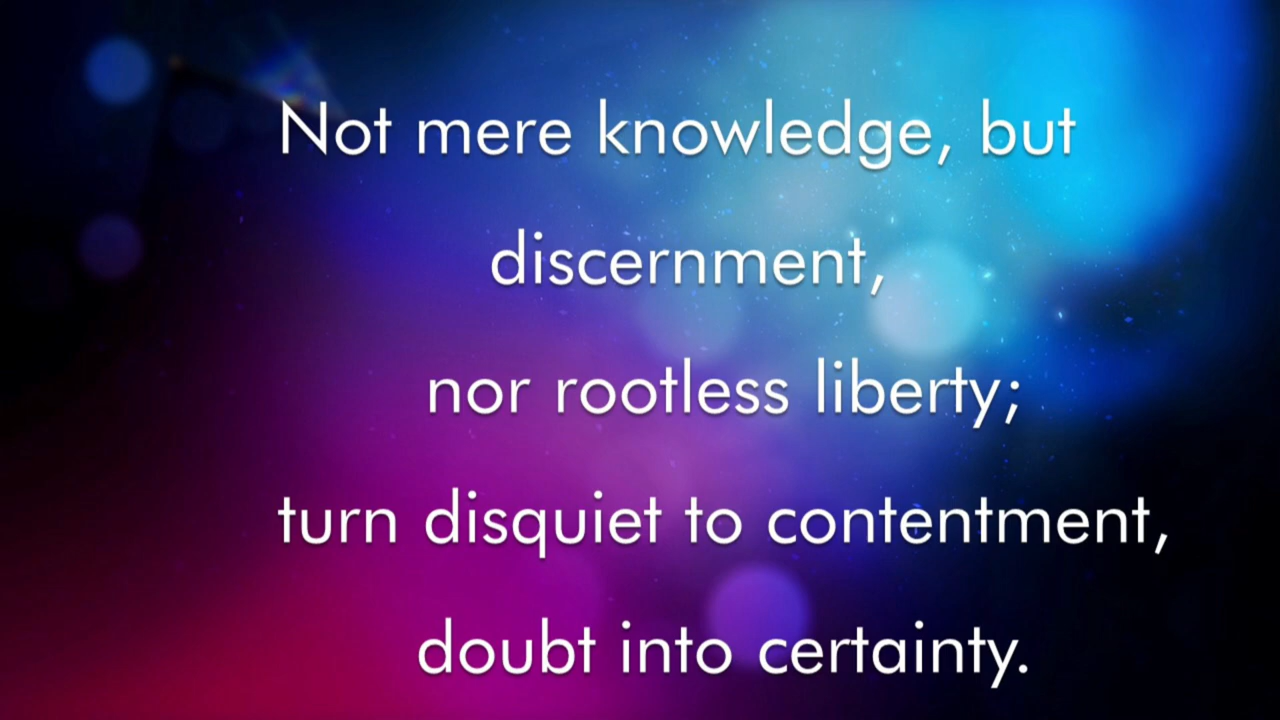 Not mere knowledge, but
discernment,
nor rootless liberty;
turn disquiet to contentment,
doubt into certainty.